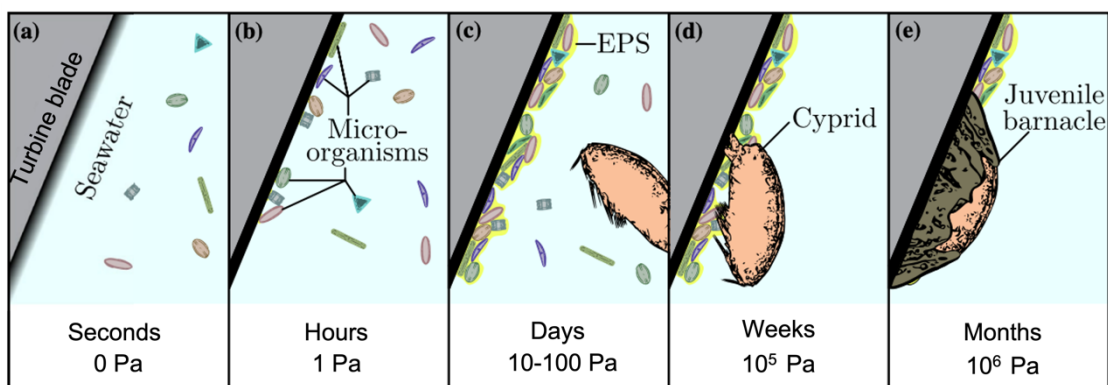 (a)
Turbine blade
Seawater
Seconds
0 Pa
(b)
Micro-
organisms
Hours
1 Pa
(c)
EPS
Days
10-100 Pa
(d)
Cyprid
Weeks
10⁵ Pa
(e)
Juvenile
barnacle
Months
10⁶ Pa